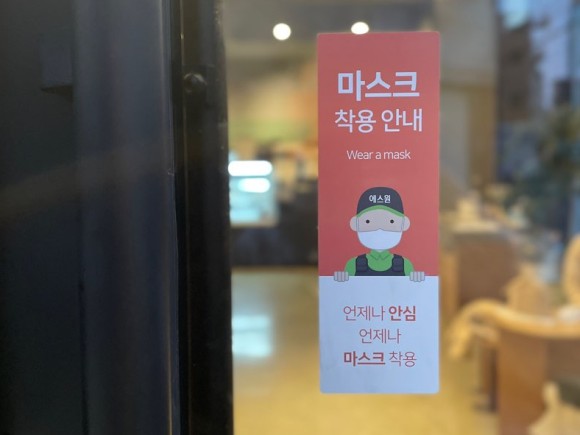 마스크
착용 안내
Wear a mask
에스원
언제나 안심
언제나
마스크 착용